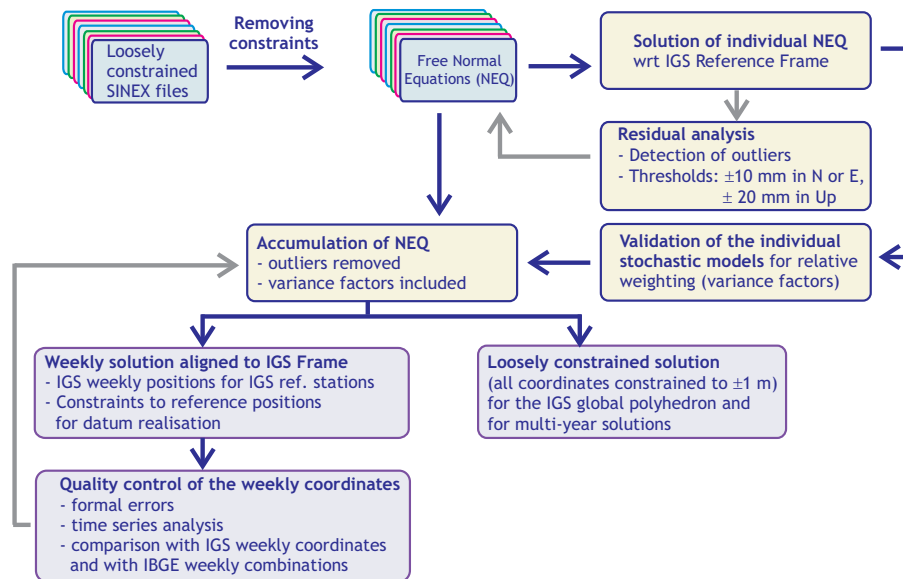 Removing
constraints
Loosely
constrained
SINEX files
Free Normal
Equations (NEQ)
Solution of individual NEQ
wrt IGS Reference Frame
Residual analysis
- Detection of outliers
- Thresholds: ±10 mm in N or E,
± 20 mm in Up
Accumulation of NEQ
- outliers removed
- variance factors included
Validation of the individual
stochastic models for relative
weighting (variance factors)
Weekly solution aligned to IGS Frame
- IGS weekly positions for IGS ref. stations
- Constraints to reference positions
for datum realisation
Loosely constrained solution
(all coordinates constrained to ±1 m)
for the IGS global polyhedron and
for multi-year solutions
Quality control of the weekly coordinates
- formal errors
- time series analysis
- comparison with IGS weekly coordinates
and with IBGE weekly combinations